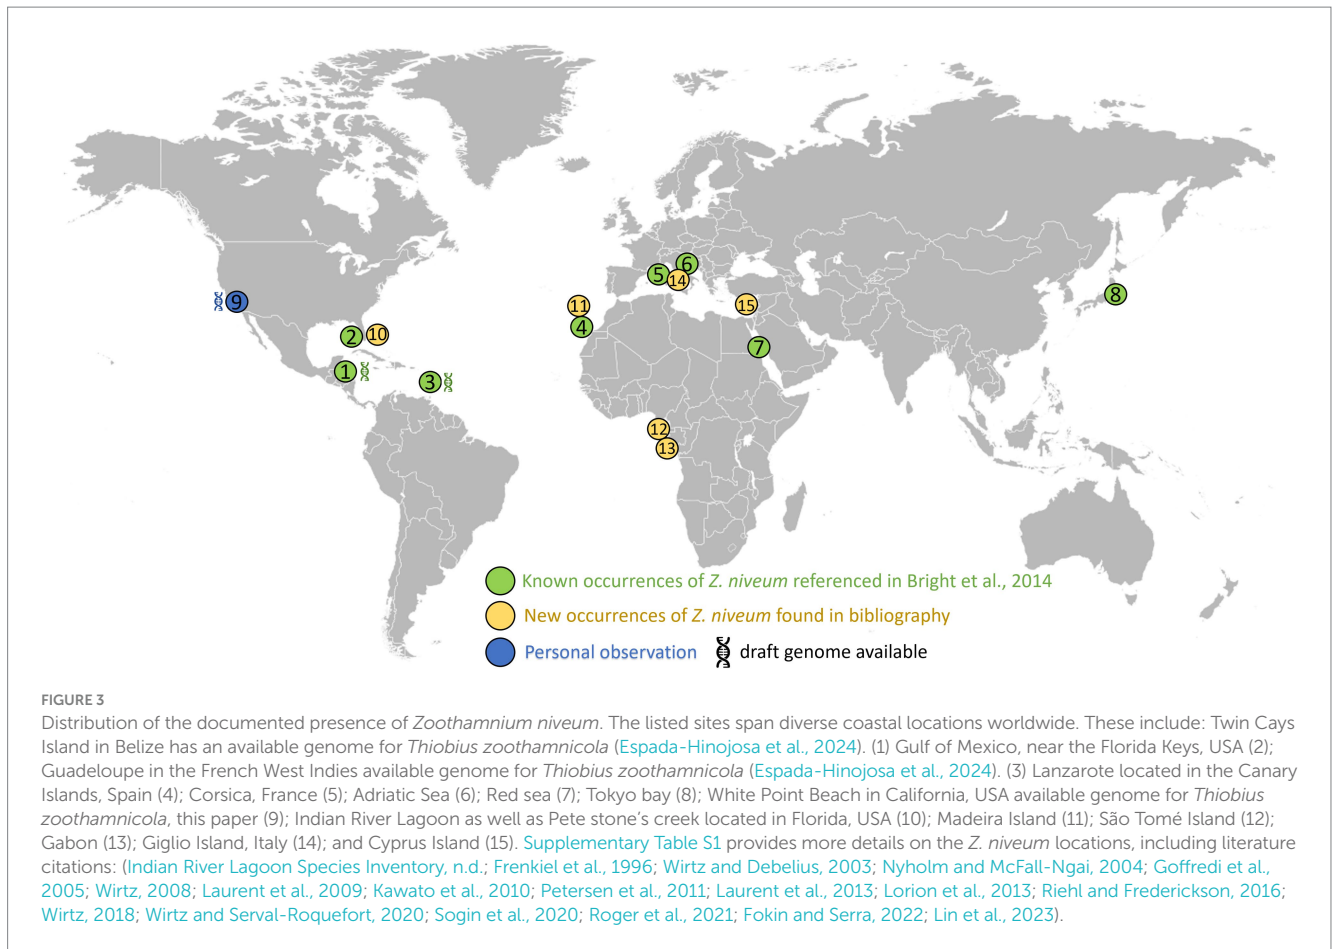 9
2
10
1
3
11
4
5
6
14
15
7
8
12
13
Known occurrences of Z. niveum referenced in Bright et al., 2014
New occurrences of Z. niveum found in bibliography
Personal observation draft genome available
FIGURE 3
Distribution of the documented presence of Zoothamnium niveum. The listed sites span diverse coastal locations worldwide. These include: Twin Cays
Island in Belize has an available genome for Thiobius zoothamnicola (Espada-Hinojosa et al., 2024). (1) Gulf of Mexico, near the Florida Keys, USA (2);
Guadeloupe in the French West Indies available genome for Thiobius zoothamnicola (Espada-Hinojosa et al., 2024). (3) Lanzarote located in the Canary
Islands, Spain (4); Corsica, France (5); Adriatic Sea (6); Red sea (7); Tokyo bay (8); White Point Beach in California, USA available genome for Thiobius
zoothamnicola, this paper (9); Indian River Lagoon as well as Pete stone's creek located in Florida, USA (10); Madeira Island (11); São Tomé Island (12);
Gabon (13); Giglio Island, Italy (14); and Cyprus Island (15). Supplementary Table S1 provides more details on the Z. niveum locations, including literature
citations: (Indian River Lagoon Species Inventory, n.d.; Frenkiel et al., 1996; Wirtz and Debelius, 2003; Nyholm and McFall-Ngai, 2004; Goffredi et al.,
2005; Wirtz, 2008; Laurent et al., 2009; Kawato et al., 2010; Petersen et al., 2011; Laurent et al., 2013; Lorion et al., 2013; Riehl and Frederickson, 2016;
Wirtz, 2018; Wirtz and Serval-Roquefort, 2020; Sogin et al., 2020; Roger et al., 2021; Fokin and Serra, 2022; Lin et al., 2023).